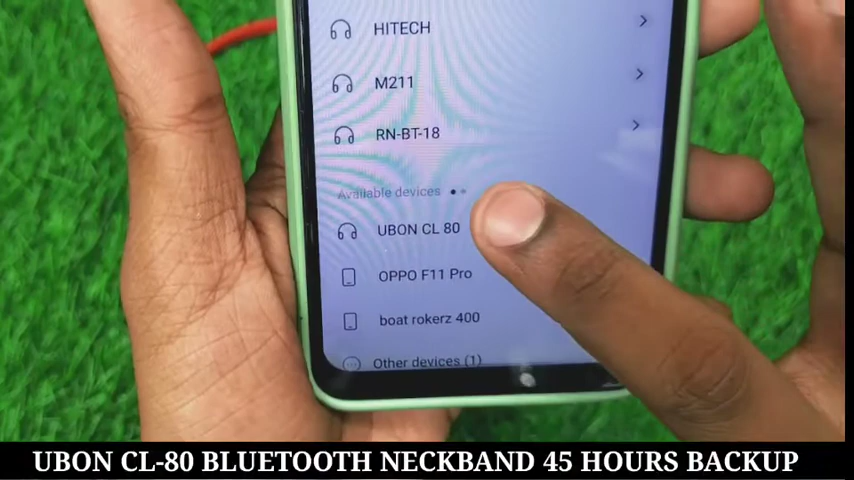 HITECH
M211
RN-BT-18
Available devices
UBON CL 80
OPPO F11 Pro
boat rokerz 400
Other devices (1)
UBON CL-80 BLUETOOTH NECKBAND 45 HOURS BACKUP